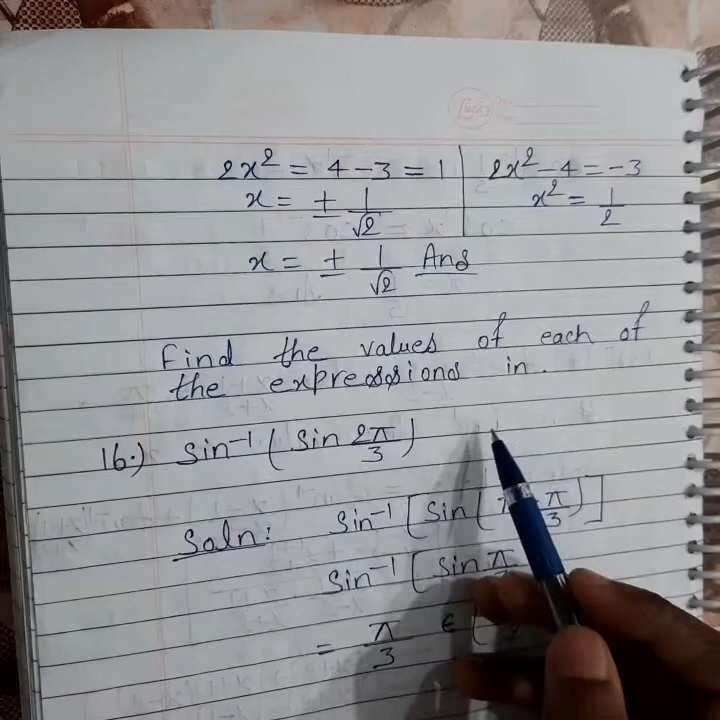 Lucky
2x² = 4 - 3 = 1 | 2x² - 4 = -3
x = ± 1/√2 | x² = 1/2
x = ± 1/√2 Ans
Find the values of each of
the expressions in.
16.) sin⁻¹ ( sin 2π/3 )
Soln: sin⁻¹ [ sin ( π/3 ) ]
sin⁻¹ ( sin π
= π/3 ∈ [